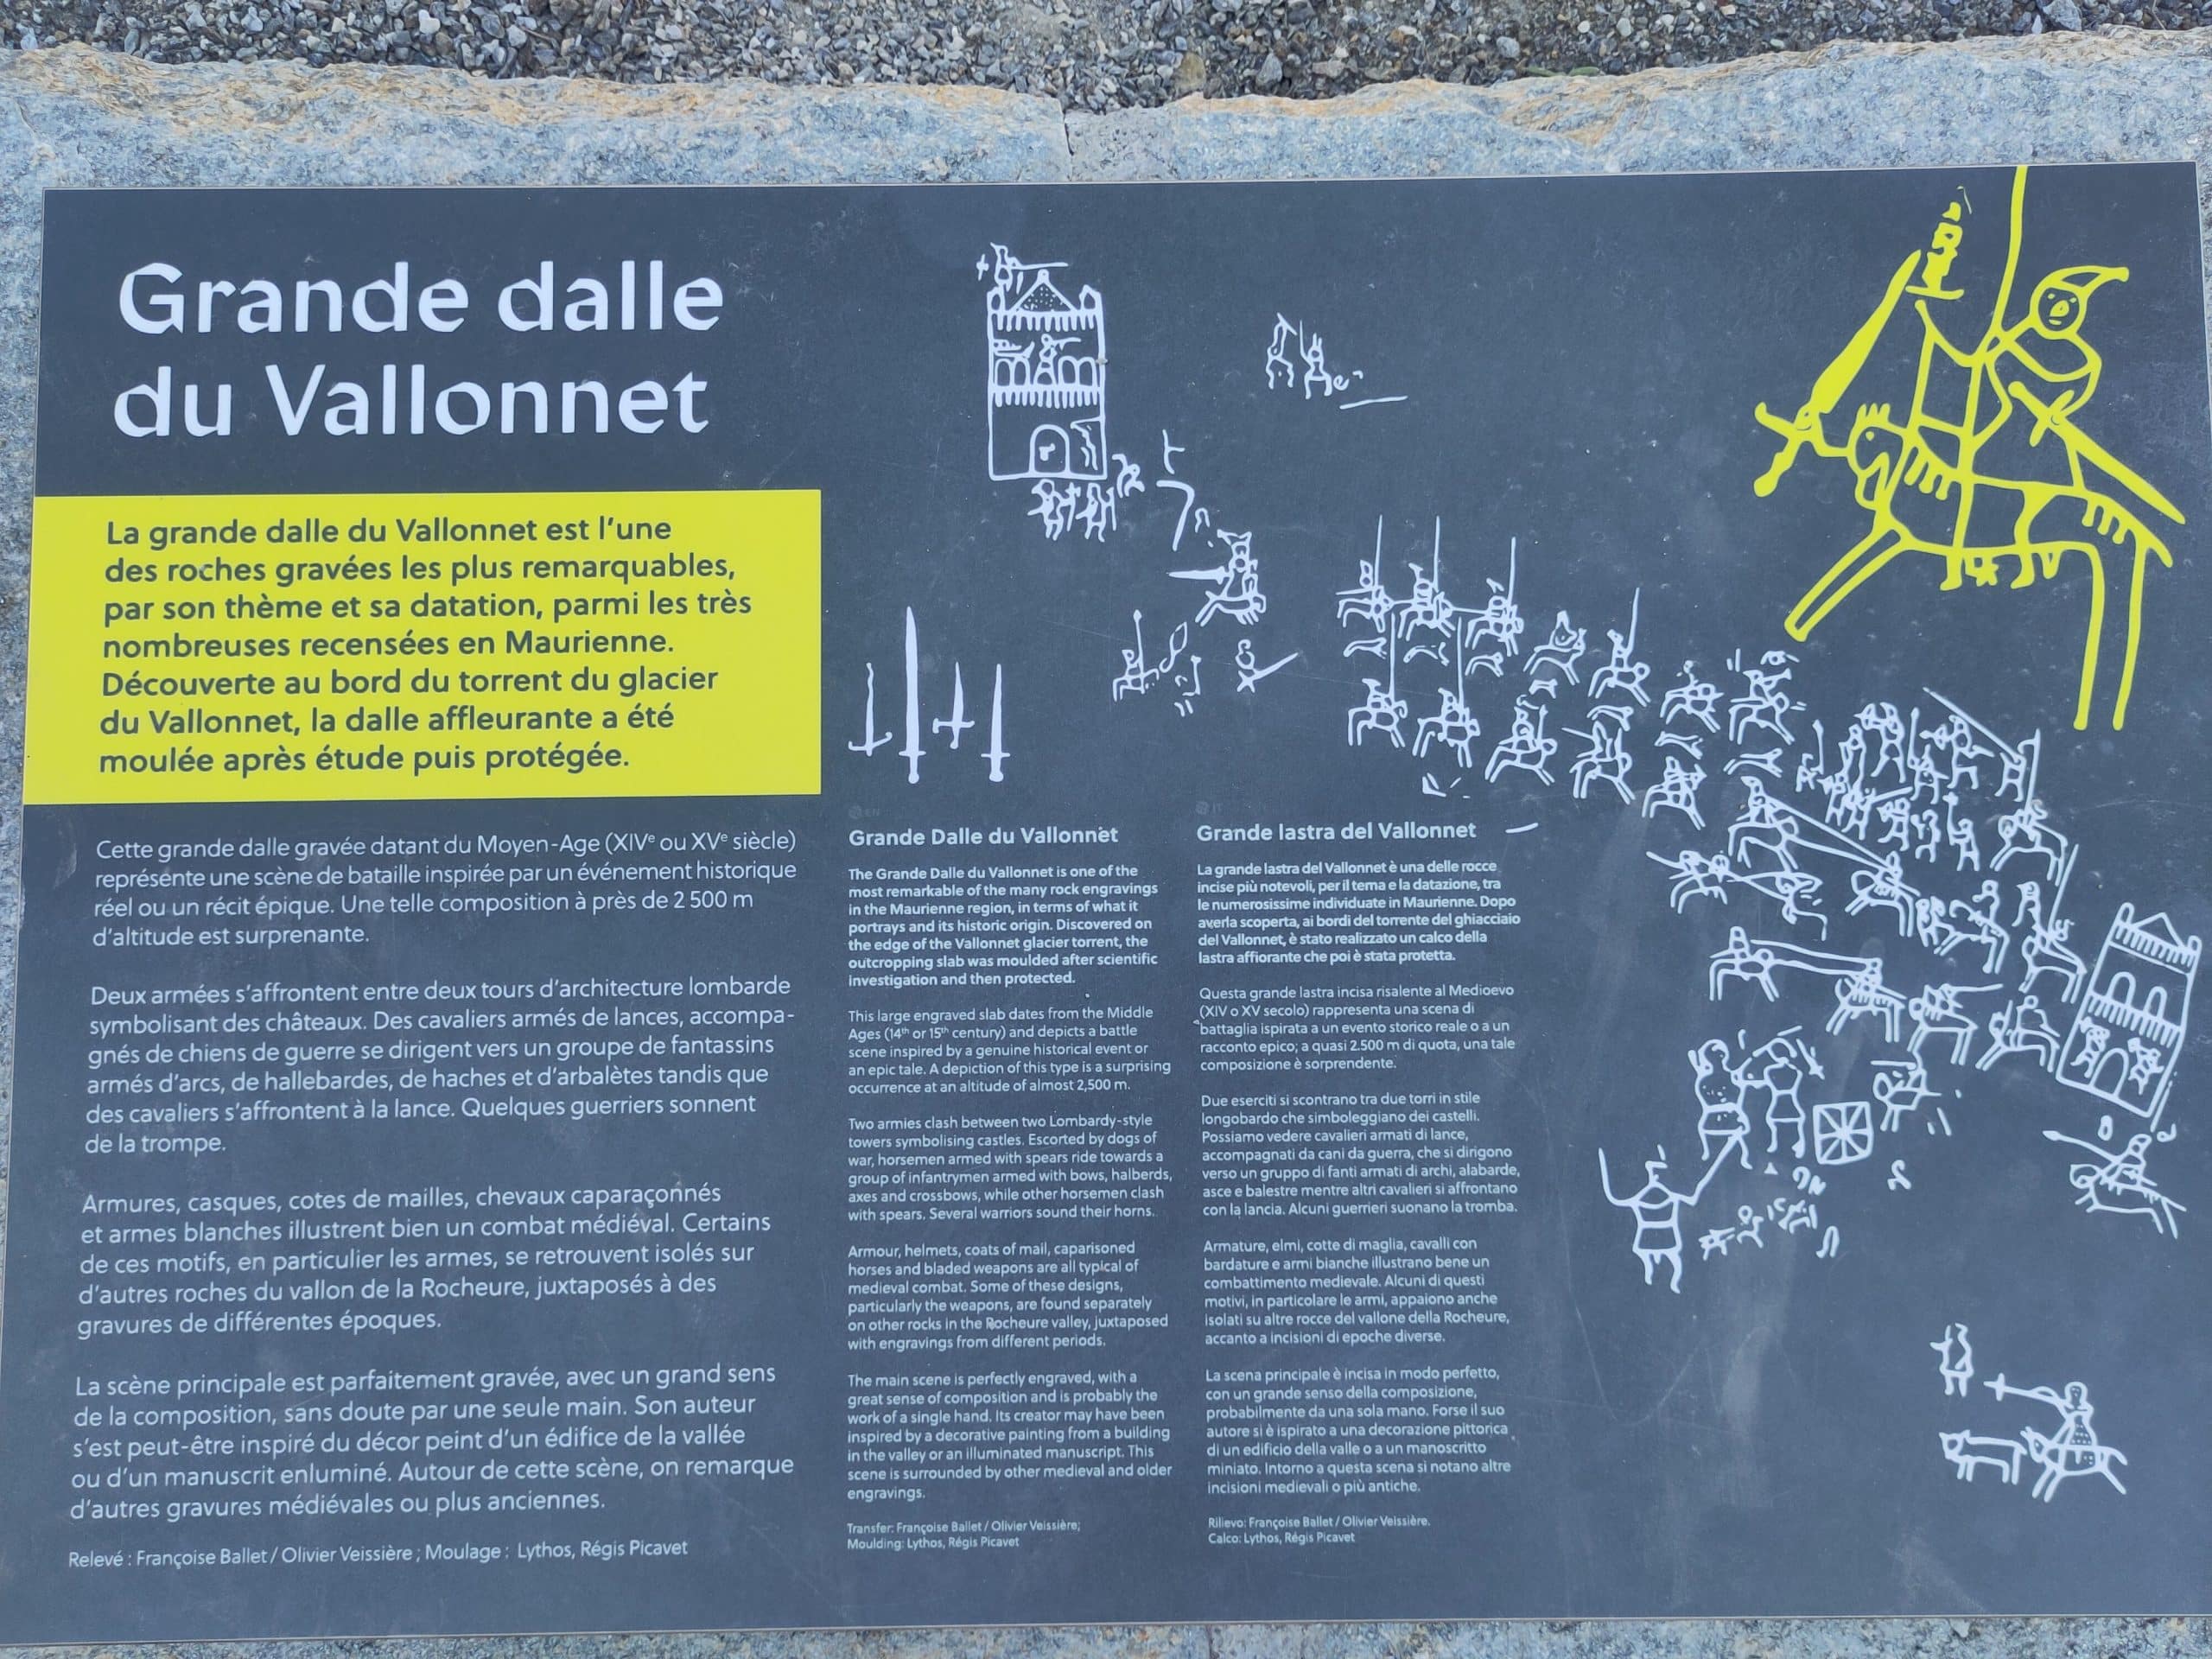 Grande dalle
du Vallonnet
La grande dalle du Vallonnet est l'une
des roches gravées les plus remarquables,
par son thème et sa datation, parmi les très
nombreuses recensées en Maurienne.
Découverte au bord du torrent du glacier
du Vallonnet, la dalle affleurante a été
moulée après étude puis protégée.
Cette grande dalle gravée datant du Moyen-Age (XIVe ou XVe siècle)
représente une scène de bataille inspirée par un événement historique
réel ou un récit épique. Une telle composition à près de 2 500 m
d'altitude est surprenante.
Deux armées s'affrontent entre deux tours d'architecture lombarde
symbolisant des châteaux. Des cavaliers armés de lances, accompa-
gnés de chiens de guerre se dirigent vers un groupe de fantassins
armés d'arcs, de hallebardes, de haches et d'arbalètes tandis que
des cavaliers s'affrontent à la lance. Quelques guerriers sonnent
de la trompe.
Armures, casques, cotes de mailles, chevaux caparaçonnés
et armes blanches illustrent bien un combat médiéval. Certains
de ces motifs, en particulier les armes, se retrouvent isolés sur
d'autres roches du vallon de la Rocheure, juxtaposés à des
gravures de différentes époques.
La scène principale est parfaitement gravée, avec un grand sens
de la composition, sans doute par une seule main. Son auteur
s'est peut-être inspiré du décor peint d'un édifice de la vallée
ou d'un manuscrit enluminé. Autour de cette scène, on remarque
d'autres gravures médiévales ou plus anciennes.
Relevé : Françoise Ballet / Olivier Veissière ; Moulage : Lythos, Régis Picavet
EN
Grande Dalle du Vallonnet
The Grande Dalle du Vallonnet is one of the
most remarkable of the many rock engravings
in the Maurienne region, in terms of what it
portrays and its historic origin. Discovered on
the edge of the Vallonnet glacier torrent, the
outcropping slab was moulded after scientific
investigation and then protected.
This large engraved slab dates from the Middle
Ages (14th or 15th century) and depicts a battle
scene inspired by a genuine historical event or
an epic tale. A depiction of this type is a surprising
occurrence at an altitude of almost 2,500 m.
Two armies clash between two Lombardy-style
towers symbolising castles. Escorted by dogs of
war, horsemen armed with spears ride towards a
group of infantrymen armed with bows, halberds,
axes and crossbows, while other horsemen clash
with spears. Several warriors sound their horns.
Armour, helmets, coats of mail, caparisoned
horses and bladed weapons are all typical of
medieval combat. Some of these designs,
particularly the weapons, are found separately
on other rocks in the Rocheure valley, juxtaposed
with engravings from different periods.
The main scene is perfectly engraved, with a
great sense of composition and is probably the
work of a single hand. Its creator may have been
inspired by a decorative painting from a building
in the valley or an illuminated manuscript. This
scene is surrounded by other medieval and older
engravings.
Transfer: Françoise Ballet / Olivier Veissière;
Moulding: Lythos, Régis Picavet
IT
Grande lastra del Vallonnet
La grande lastra del Vallonnet è una delle rocce
incise più notevoli, per il tema e la datazione, tra
le numerosissime individuate in Maurienne. Dopo
averla scoperta, ai bordi del torrente del ghiacciaio
del Vallonnet, è stato realizzato un calco della
lastra affiorante che poi è stata protetta.
Questa grande lastra incisa risalente al Medioevo
(XIV o XV secolo) rappresenta una scena di
battaglia ispirata a un evento storico reale o a un
racconto epico; a quasi 2.500 m di quota, una tale
composizione è sorprendente.
Due eserciti si scontrano tra due torri in stile
longobardo che simboleggiano dei castelli.
Possiamo vedere cavalieri armati di lance,
accompagnati da cani da guerra, che si dirigono
verso un gruppo di fanti armati di archi, alabarde,
asce e balestre mentre altri cavalieri si affrontano
con la lancia. Alcuni guerrieri suonano la tromba.
Armature, elmi, cotte di maglia, cavalli con
bardature e armi bianche illustrano bene un
combattimento medievale. Alcuni di questi
motivi, in particolare le armi, appaiono anche
isolati su altre rocce del vallone della Rocheure,
accanto a incisioni di epoche diverse.
La scena principale è incisa in modo perfetto,
con un grande senso della composizione,
probabilmente da una sola mano. Forse il suo
autore si è ispirato a una decorazione pittorica
di un edificio della valle o a un manoscritto
miniato. Intorno a questa scena si notano altre
incisioni medievali o più antiche.
Rilievo: Françoise Ballet / Olivier Veissière.
Calco: Lythos, Régis Picavet